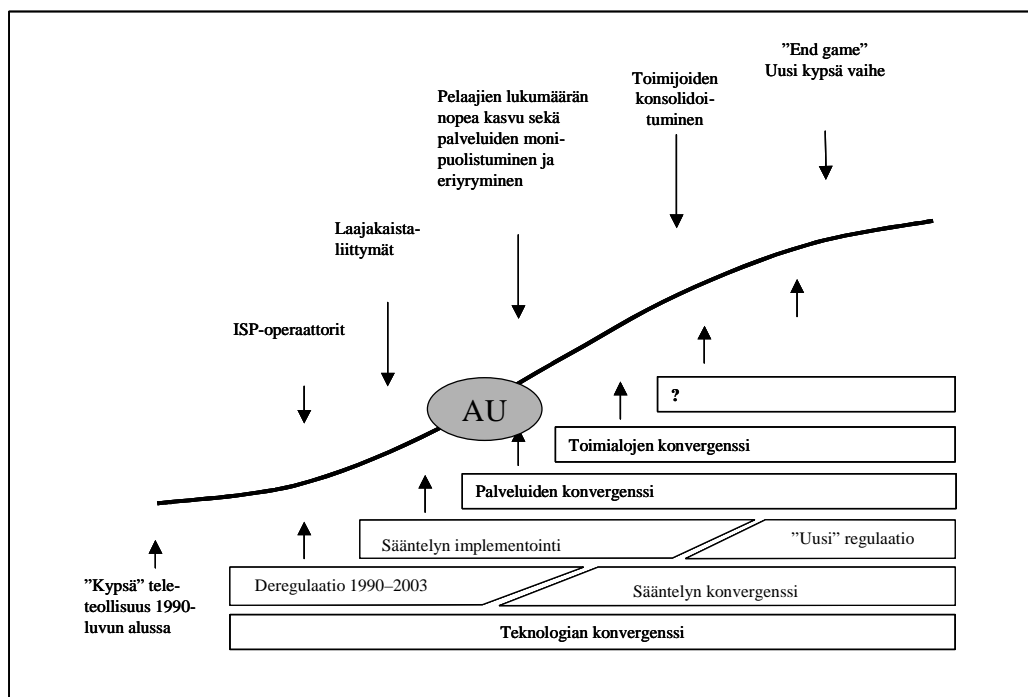 ”End game”
Uusi kypsä vaihe
Toimijoiden
konsolidoi-
tuminen
Pelaajien lukumäärän
nopea kasvu sekä
palveluiden moni-
puolistuminen ja
eriyryminen
Laajakaista-
liittymät
ISP-operaattorit
AU
?
Toimialojen konvergenssi
Palveluiden konvergenssi
Sääntelyn implementointi
”Uusi” regulaatio
Deregulaatio 1990–2003
Sääntelyn konvergenssi
Teknologian konvergenssi
”Kypsä” tele-
teollisuus 1990-
luvun alussa